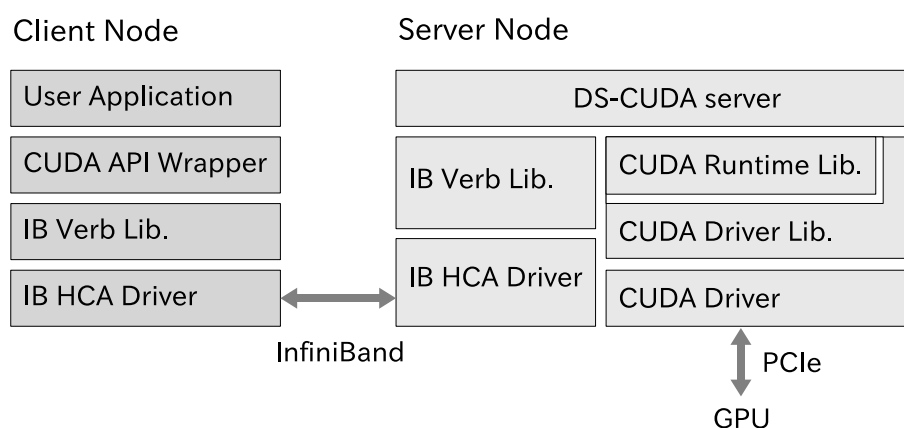 Client Node
User Application
CUDA API Wrapper
IB Verb Lib.
IB HCA Driver
InfiniBand
Server Node
DS-CUDA server
IB Verb Lib.
IB HCA Driver
CUDA Runtime Lib.
CUDA Driver Lib.
CUDA Driver
PCIe
GPU